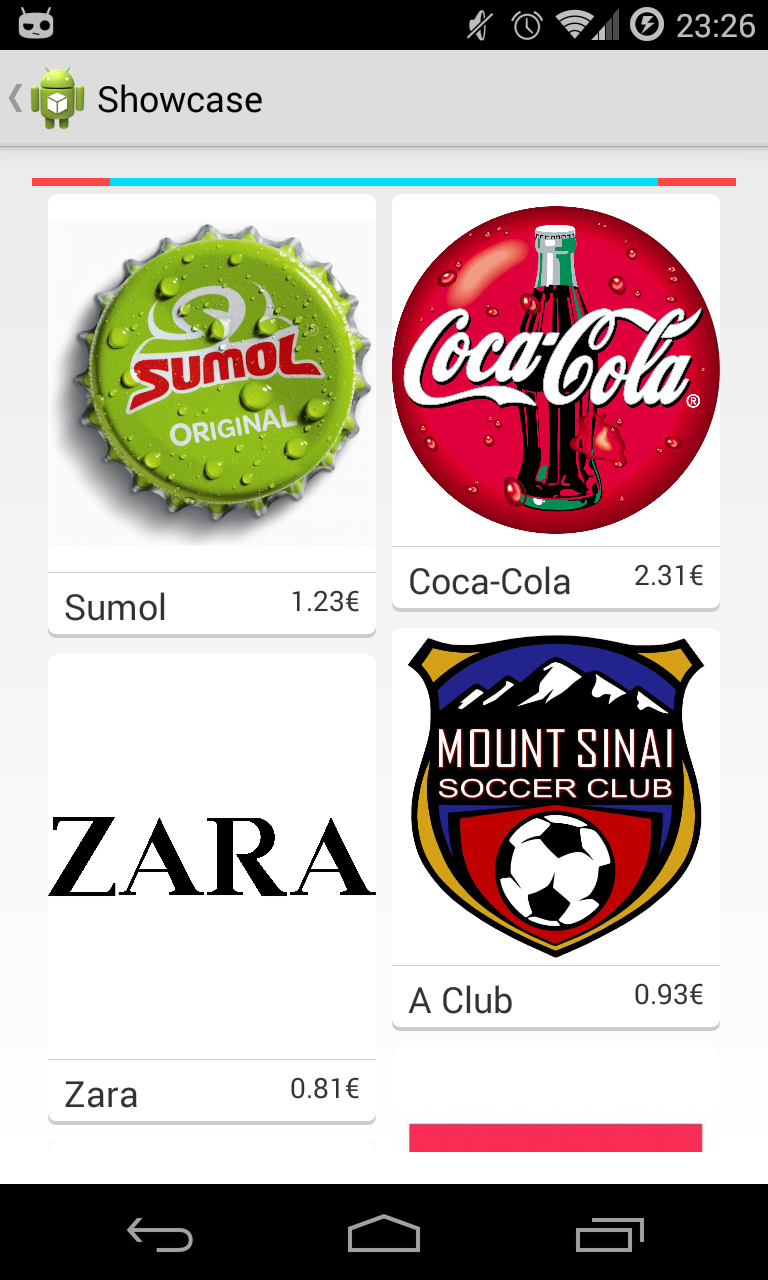 23:26
Showcase
SUMOL
ORIGINAL
Sumol
1.23€
Coca-Cola®
Coca-Cola
2.31€
ZARA
Zara
0.81€
MOUNT SINAI
SOCCER CLUB
A Club
0.93€